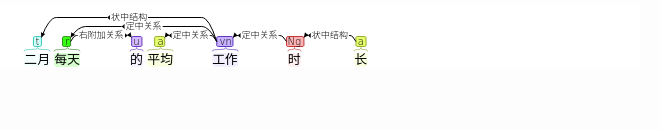 状中结构
定中关系
右附加关系 定中关系 定中关系 状中结构
t r u a vn Ng a
二月 每天 的 平均 工作 时 长